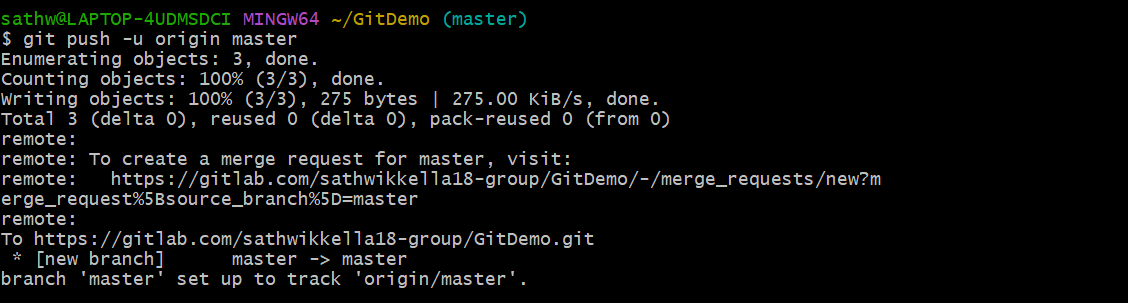 sathw@LAPTOP-4UDMSDCI MINGW64 ~/GitDemo (master)
$ git push -u origin master
Enumerating objects: 3, done.
Counting objects: 100% (3/3), done.
Writing objects: 100% (3/3), 275 bytes | 275.00 KiB/s, done.
Total 3 (delta 0), reused 0 (delta 0), pack-reused 0 (from 0)
remote:
remote: To create a merge request for master, visit:
remote:   https://gitlab.com/sathwikkella18-group/GitDemo/-/merge_requests/new?m
erge_request%5Bsource_branch%5D=master
remote:
To https://gitlab.com/sathwikkella18-group/GitDemo.git
 * [new branch]      master -> master
branch 'master' set up to track 'origin/master'.